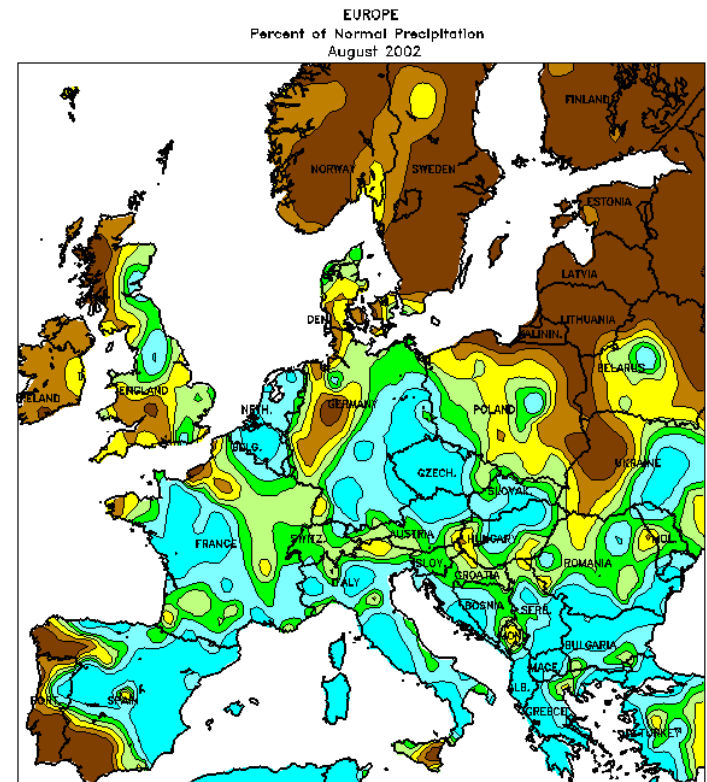 EUROPE
Percent of Normal Precipitation
August 2002
FINLAND
NORWAY
SWEDEN
ESTONIA
LATVIA
LITHUANIA
KALININ.
DEN.
BELARUS
IRELAND
ENGLAND
NETH.
GERMANY
POLAND
BELG.
UKRAINE
CZECH.
SLOVAK.
FRANCE
SWITZ.
AUSTRIA
HUNGARY
MOL.
ITALY
SLOV.
ROMANIA
CROATIA
BOSNIA
SERB.
MON.
BULGARIA
MACE.
ALB.
PORT.
SPAIN
GREECE
TURKEY